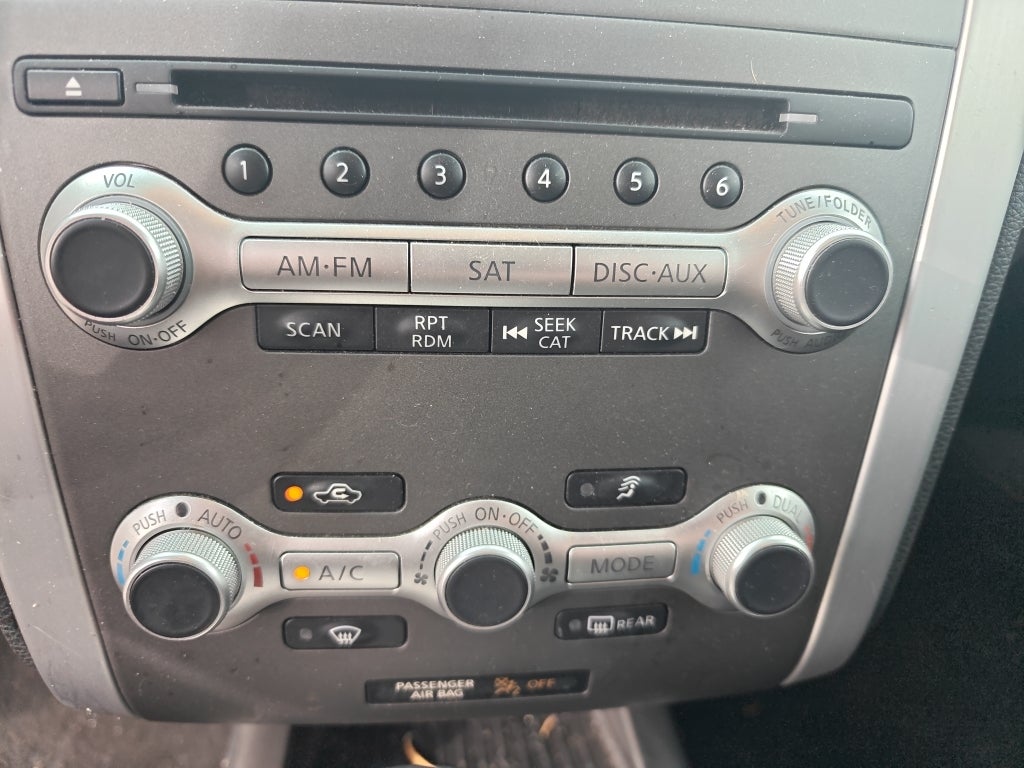 1 2 3 4 5 6
VOL
TUNE/FOLDER
AM·FM SAT DISC·AUX
PUSH ON·OFF
PUSH
SCAN
RPT
RDM
SEEK
CAT
TRACK
PUSH AUTO
PUSH ON·OFF
PUSH DUAL
A/C
MODE
REAR
PASSENGER
AIR BAG
OFF